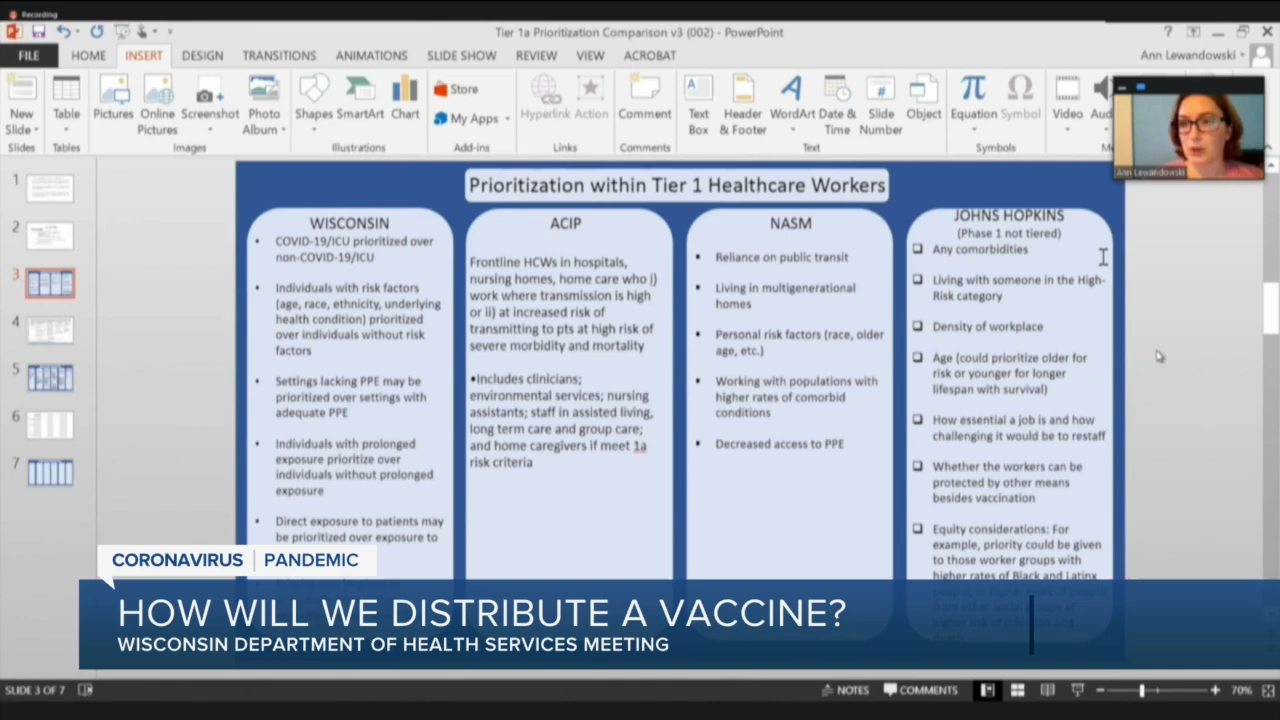 Recording
Tier 1a Prioritization Comparison v3 (002) - PowerPoint
FILE HOME INSERT DESIGN TRANSITIONS ANIMATIONS SLIDE SHOW REVIEW VIEW ACROBAT
Ann Lewandowski
New Slide
Table
Pictures
Online Pictures
Screenshot
Photo Album
Shapes
SmartArt
Chart
Store
My Apps
Hyperlink
Action
Comment
Text Box
Header & Footer
WordArt
Date & Time
Slide Number
Object
Equation
Symbol
Video
Slides
Tables
Images
Illustrations
Add-ins
Links
Comments
Text
Symbols
Ann Lewandowski
1
2
3
4
5
6
7
Prioritization within Tier 1 Healthcare Workers
WISCONSIN
COVID-19/ICU prioritized over
non-COVID-19/ICU
Individuals with risk factors
(age, race, ethnicity, underlying
health condition) prioritized
over individuals without risk
factors
Settings lacking PPE may be
prioritized over settings with
adequate PPE
Individuals with prolonged
exposure prioritize over
individuals without prolonged
exposure
Direct exposure to patients may
be prioritized over exposure to
ACIP
Frontline HCWs in hospitals,
nursing homes, home care who i)
work where transmission is high
or ii) at increased risk of
transmitting to pts at high risk of
severe morbidity and mortality
•Includes clinicians;
environmental services; nursing
assistants; staff in assisted living,
long term care and group care;
and home caregivers if meet 1a
risk criteria
NASM
Reliance on public transit
Living in multigenerational
homes
Personal risk factors (race, older
age, etc.)
Working with populations with
higher rates of comorbid
conditions
Decreased access to PPE
JOHNS HOPKINS
(Phase 1 not tiered)
Any comorbidities
Living with someone in the High-
Risk category
Density of workplace
Age (could prioritize older for
risk or younger for longer
lifespan with survival)
How essential a job is and how
challenging it would be to restaff
Whether the workers can be
protected by other means
besides vaccination
Equity considerations: For
example, priority could be given
to those worker groups with
higher rates of Black and Latinx
CORONAVIRUS | PANDEMIC
HOW WILL WE DISTRIBUTE A VACCINE?
WISCONSIN DEPARTMENT OF HEALTH SERVICES MEETING
SLIDE 3 OF 7
NOTES
COMMENTS
70%